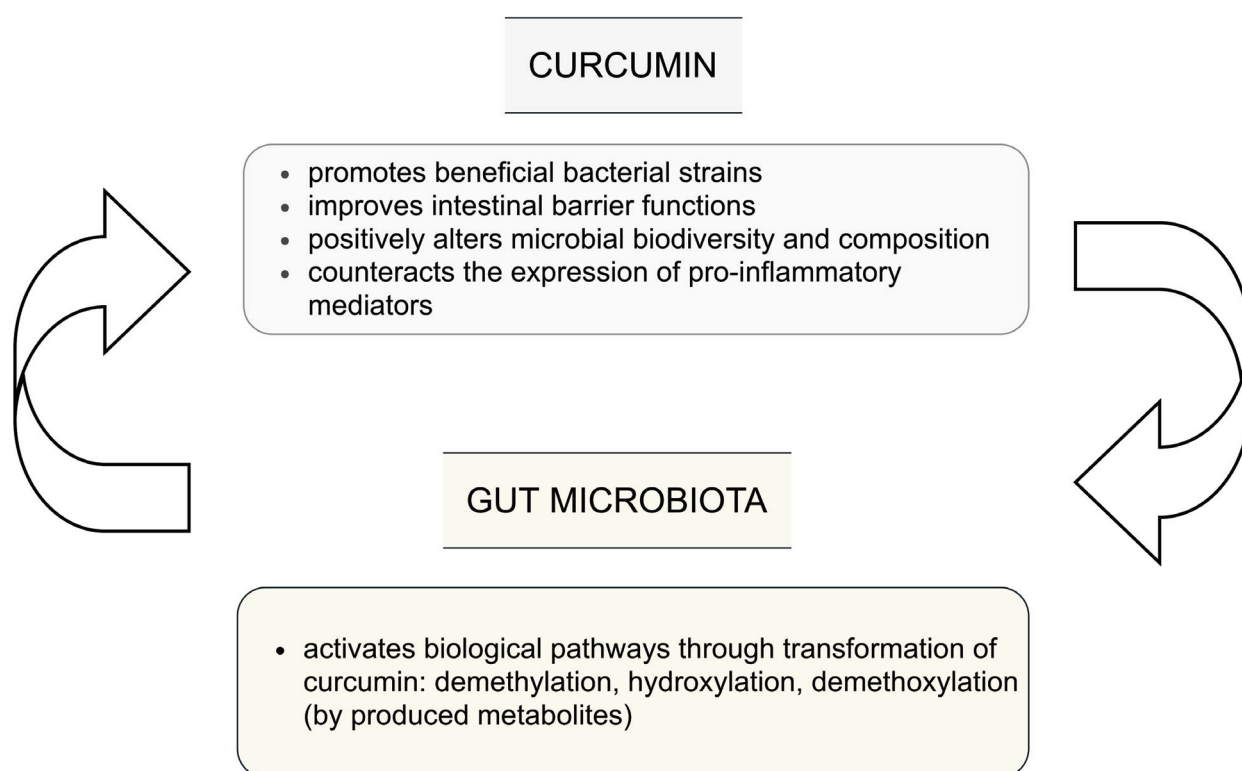 CURCUMIN
• promotes beneficial bacterial strains
• improves intestinal barrier functions
• positively alters microbial biodiversity and composition
• counteracts the expression of pro-inflammatory
mediators
GUT MICROBIOTA
• activates biological pathways through transformation of
curcumin: demethylation, hydroxylation, demethoxylation
(by produced metabolites)